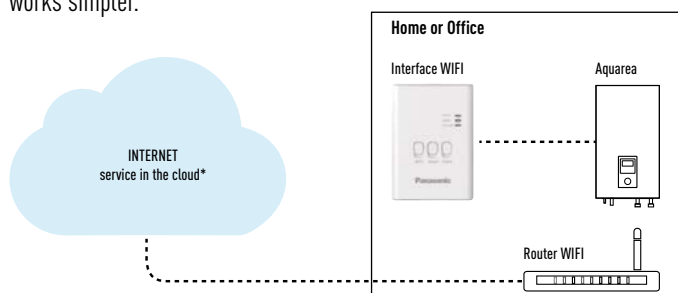 works simpler.
Home or Office
Interface WIFI
Aquarea
INTERNET
service in the cloud*
Panasonic
Router WIFI